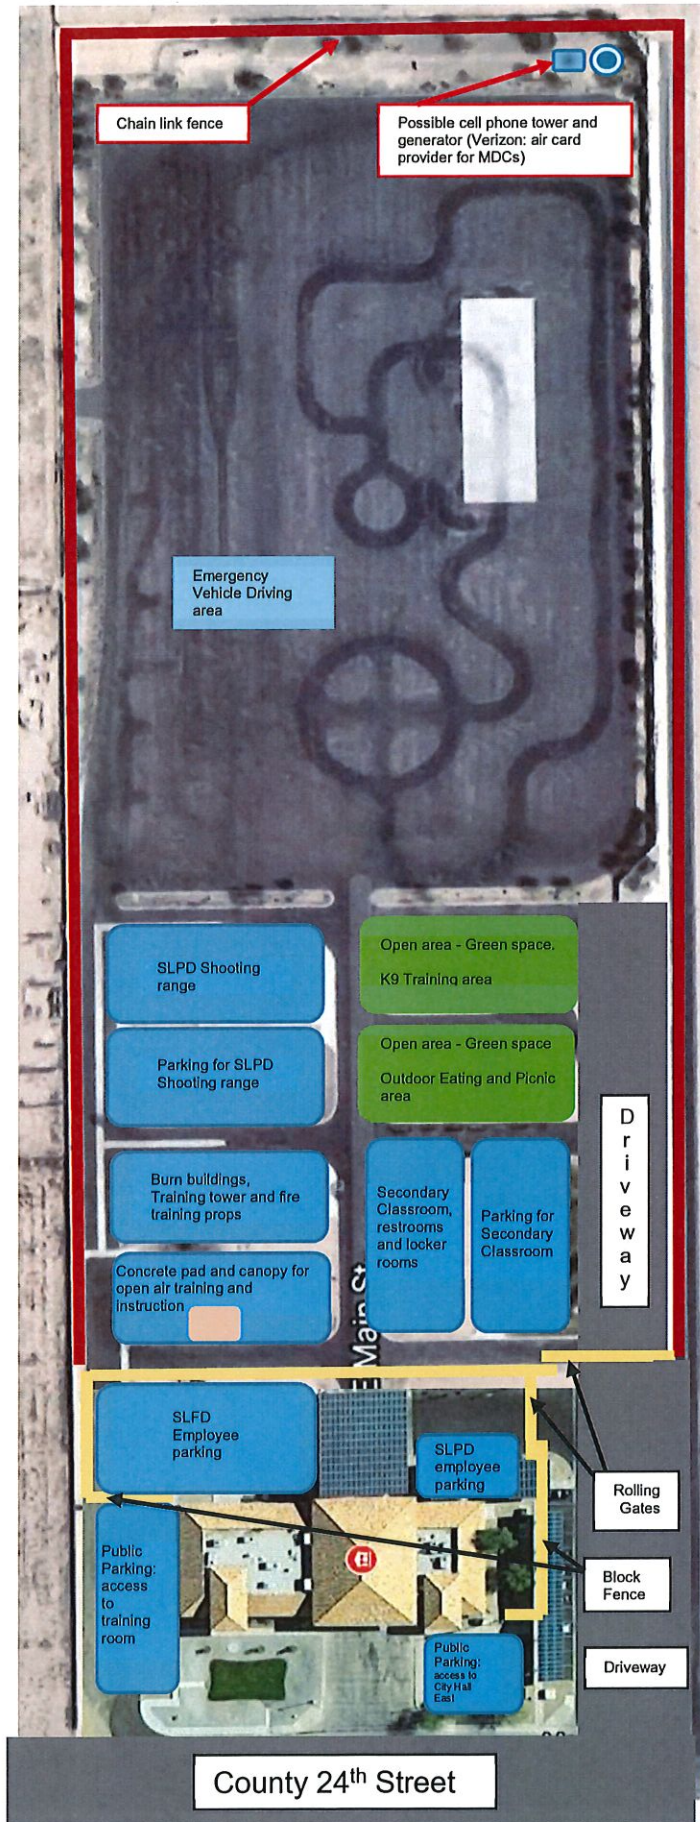 Chain link fence
Possible cell phone tower and
generator (Verizon: air card
provider for MDCs)
Emergency
Vehicle Driving
area
SLPD Shooting
range
Open area - Green space.
K9 Training area
Parking for SLPD
Shooting range
Open area - Green space
Outdoor Eating and Picnic
area
Driveway
Burn buildings,
Training tower and fire
training props
Secondary
Classroom,
restrooms
and locker
rooms
Parking for
Secondary
Classroom
Concrete pad and canopy for
open air training and
instruction
E Main St
SLFD
Employee
parking
SLPD
employee
parking
Rolling
Gates
Public
Parking:
access
to
training
room
Block
Fence
Public
Parking:
access to
City Hall
East
Driveway
County 24th Street